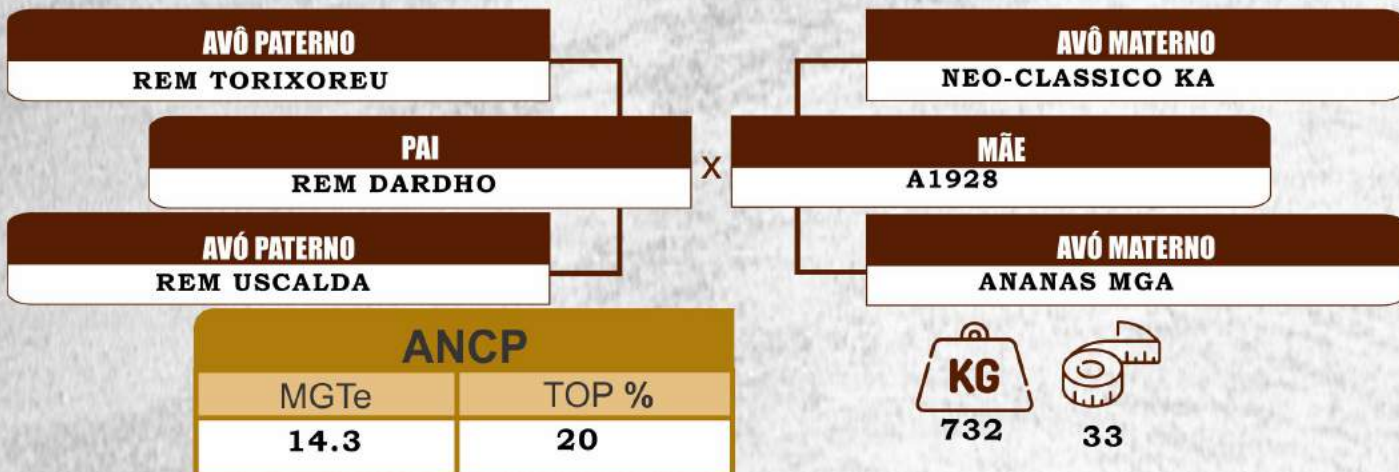 AVÔ PATERNO
REM TORIXOREU
AVÔ MATERNO
NEO-CLASSICO KA
PAI
REM DARDHO
X
MÃE
A1928
AVÓ PATERNO
REM USCALDA
AVÓ MATERNO
ANANAS MGA
ANCP
MGTe TOP %
14.3 20
KG
732 33